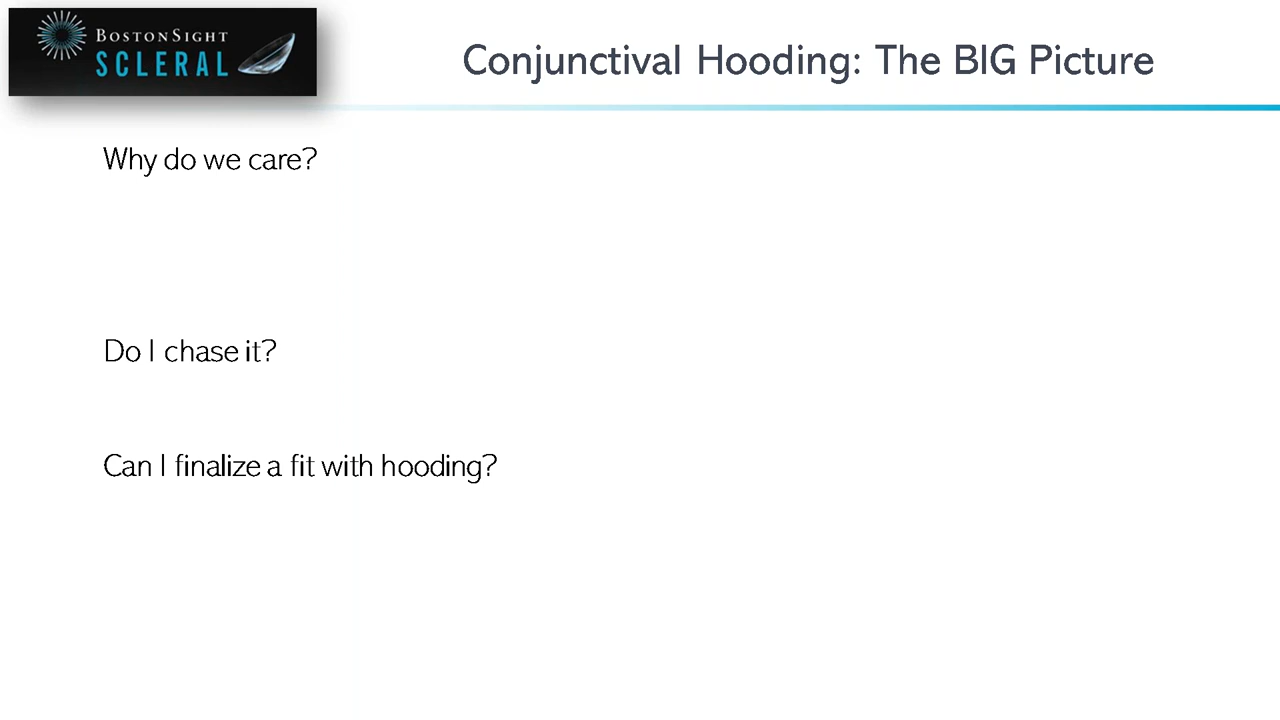 BOSTONSIGHT
SCLERAL
Conjunctival Hooding: The BIG Picture
Why do we care?
Do I chase it?
Can I finalize a fit with hooding?